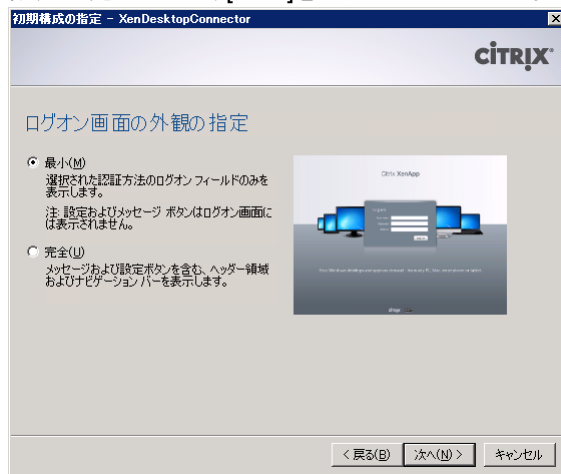 初期構成の指定 - XenDesktopConnector
CİTRIX
ログオン画面の外観の指定
最小(M)
選択された認証方法のログオン フィールドのみを
表示します。
注: 設定およびメッセージ ボタンはログオン画面に
は表示されません。
完全(U)
メッセージおよび設定ボタンを含む、ヘッダー領域
およびナビゲーション バーを表示します。
Citrix XenApp
< 戻る(B)
次へ(N) >
キャンセル